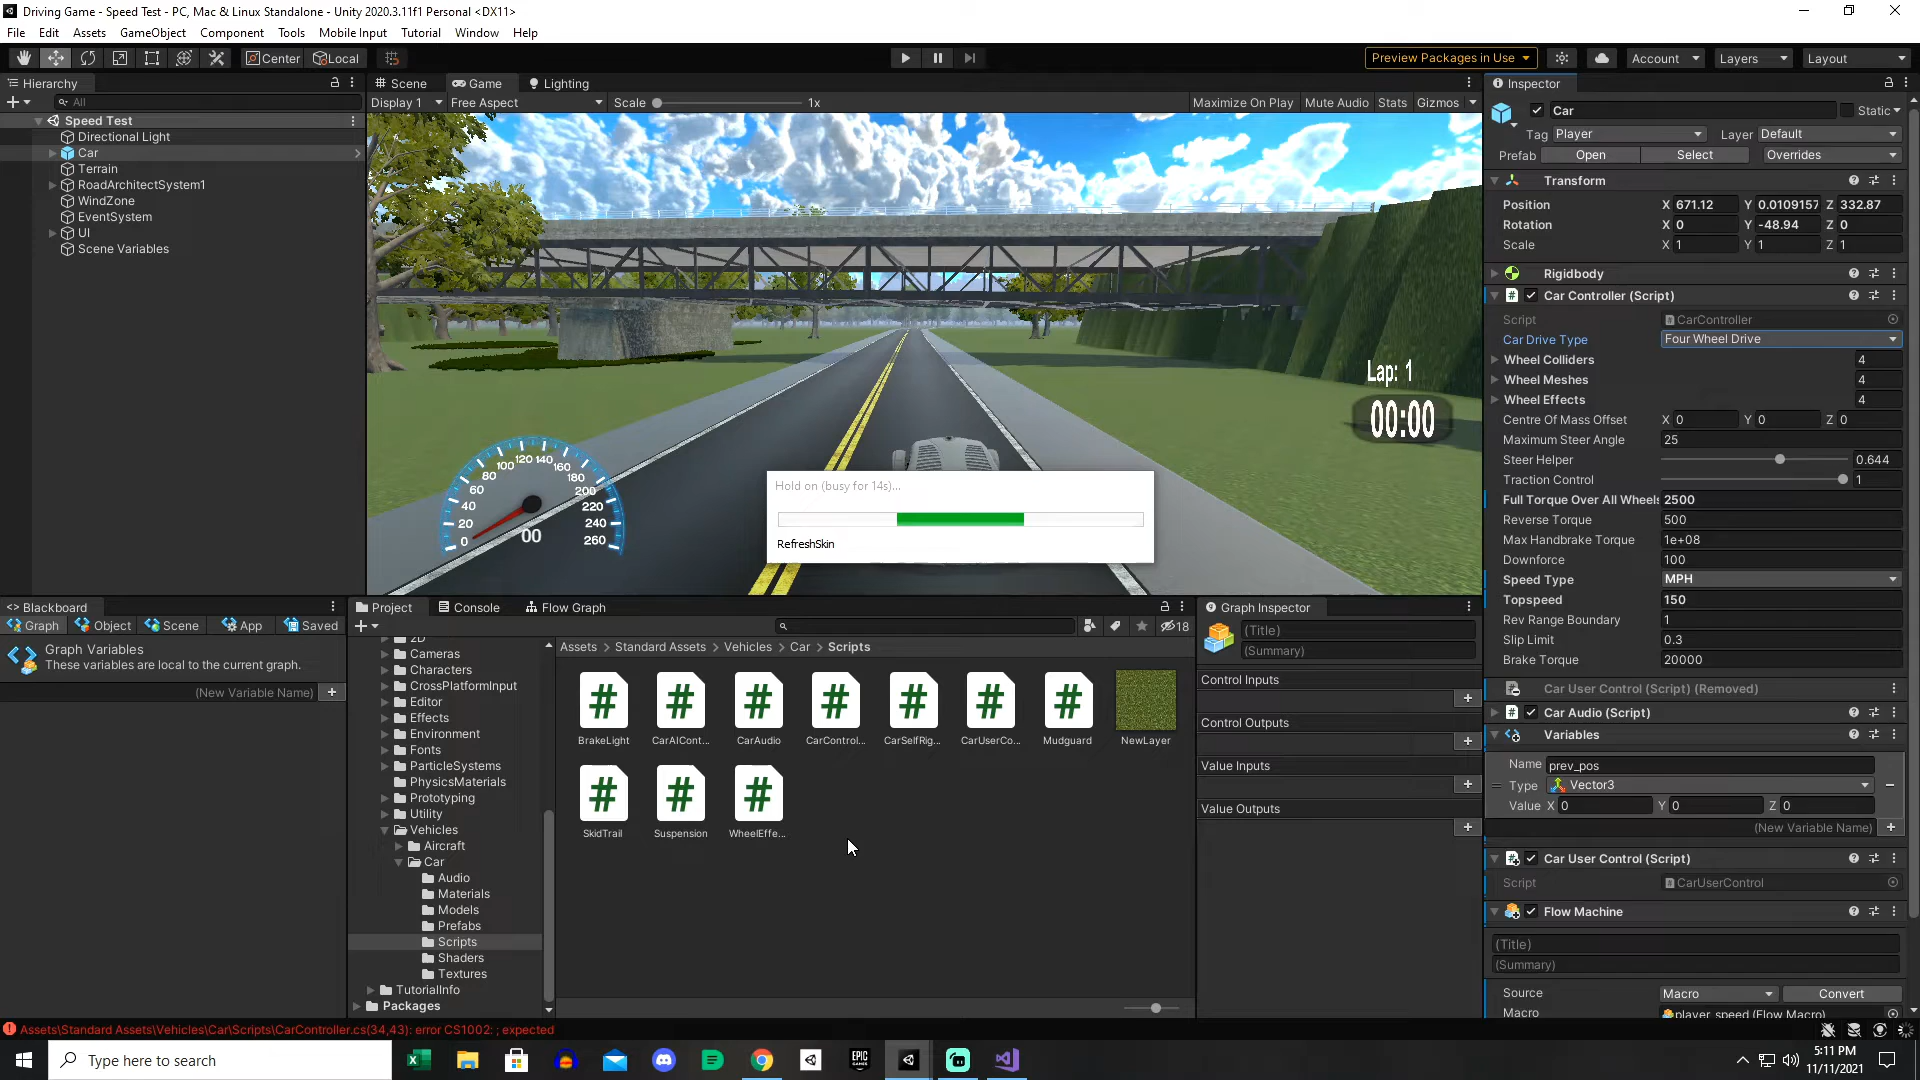 Driving Game - Speed Test - PC, Mac & Linux Standalone - Unity 2020.3.11f1 Personal <DX11>
File Edit Assets GameObject Component Tools Mobile Input Tutorial Window Help
Center Local Preview Packages in Use Account Layers Layout
Hierarchy Scene Game Lighting Inspector
All Display 1 Free Aspect Scale 1x Maximize On Play Mute Audio Stats Gizmos
Car Static
Speed Test
Directional Light
Car
Terrain
RoadArchitectSystem1
WindZone
EventSystem
UI
Scene Variables
Tag Player Layer Default
Prefab Open Select Overrides
Transform
Position X 671.12 Y 0.0109157 Z 332.87
Rotation X 0 Y -48.94 Z 0
Scale X 1 Y 1 Z 1
Rigidbody
Car Controller (Script)
Script CarController
Car Drive Type Four Wheel Drive
Wheel Colliders 4
Wheel Meshes 4
Wheel Effects 4
Centre Of Mass Offset X 0 Y 0 Z 0
Maximum Steer Angle 25
Steer Helper 0.644
Traction Control 1
Full Torque Over All Wheels 2500
Reverse Torque 500
Max Handbrake Torque 1e+08
Downforce 100
Speed Type MPH
Topspeed 150
Rev Range Boundary 1
Slip Limit 0.3
Brake Torque 20000
Car User Control (Script) (Removed)
Car Audio (Script)
Variables
Name prev_pos
Type Vector3
Value X 0 Y 0 Z 0
(New Variable Name)
Car User Control (Script)
Script CarUserControl
Flow Machine
(Title)
(Summary)
Source Macro Convert
Macro player_speed (Flow Macro)
Lap: 1
00:00
0 20 40 60 80 100 120 140 160 180 200 220 240 260
00
Hold on (busy for 14s)...
RefreshSkin
<> Blackboard
Graph Object Scene App Saved
Graph Variables
These variables are local to the current graph.
(New Variable Name)
Project Console Flow Graph
18
2D
Cameras
Characters
CrossPlatformInput
Editor
Effects
Environment
Fonts
ParticleSystems
PhysicsMaterials
Prototyping
Utility
Vehicles
Aircraft
Car
Audio
Materials
Models
Prefabs
Scripts
Shaders
Textures
TutorialInfo
Packages
Assets > Standard Assets > Vehicles > Car > Scripts
BrakeLight CarAICont... CarAudio CarControl... CarSelfRig... CarUserCo... Mudguard NewLayer
SkidTrail Suspension WheelEffe...
Graph Inspector
(Title)
(Summary)
Control Inputs
Control Outputs
Value Inputs
Value Outputs
Assets\Standard Assets\Vehicles\Car\Scripts\CarController.cs(34,43): error CS1002: ; expected
Type here to search
EPIC GAMES
5:11 PM
11/11/2021